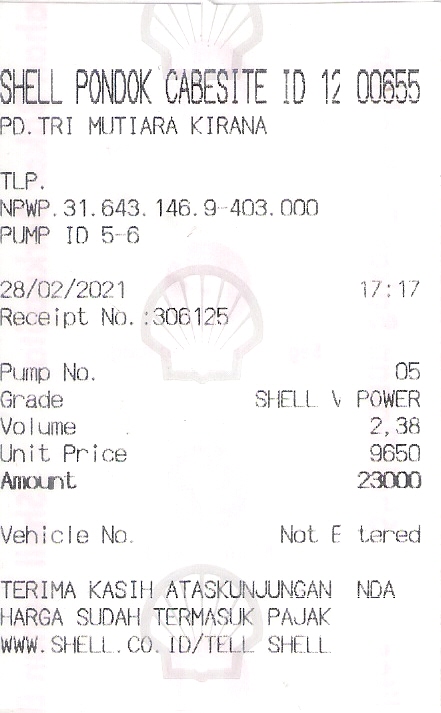 SHELL PONDOK CABESITE ID 12 00655
PD.TRI MUTIARA KIRANA
TLP.
NPWP.31.643.146.9-403.000
PUMP ID 5-6
28/02/2021 17:17
Receipt No.:306125
Pump No. 05
Grade SHELL V POWER
Volume 2,38
Unit Price 9650
Amount 23000
Vehicle No. Not E tered
TERIMA KASIH ATASKUNJUNGAN NDA
HARGA SUDAH TERMASUK PAJAK
WWW.SHELL.CO.ID/TELL SHELL